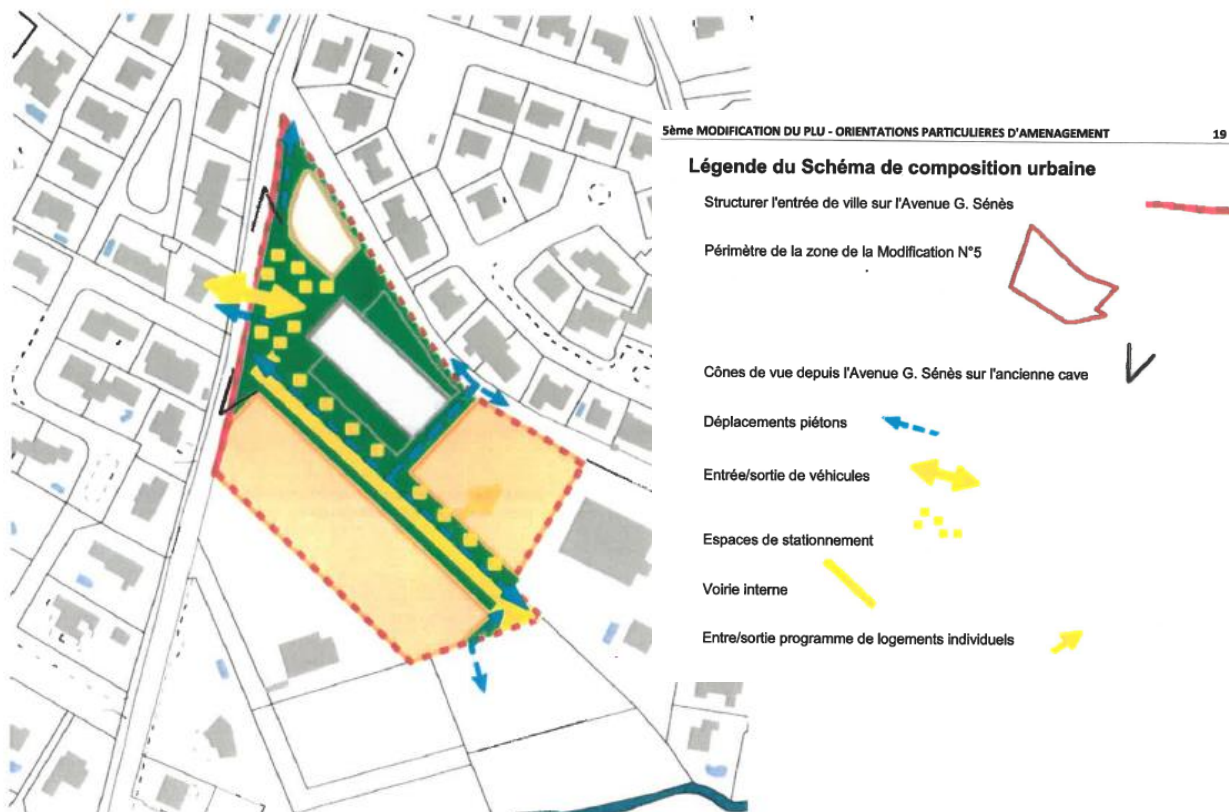 5ème MODIFICATION DU PLU - ORIENTATIONS PARTICULIERES D'AMENAGEMENT 19
Légende du Schéma de composition urbaine
Structurer l'entrée de ville sur l'Avenue G. Sénès
Périmètre de la zone de la Modification N°5
Cônes de vue depuis l'Avenue G. Sénès sur l'ancienne cave
Déplacements piétons
Entrée/sortie de véhicules
Espaces de stationnement
Voirie interne
Entre/sortie programme de logements individuels